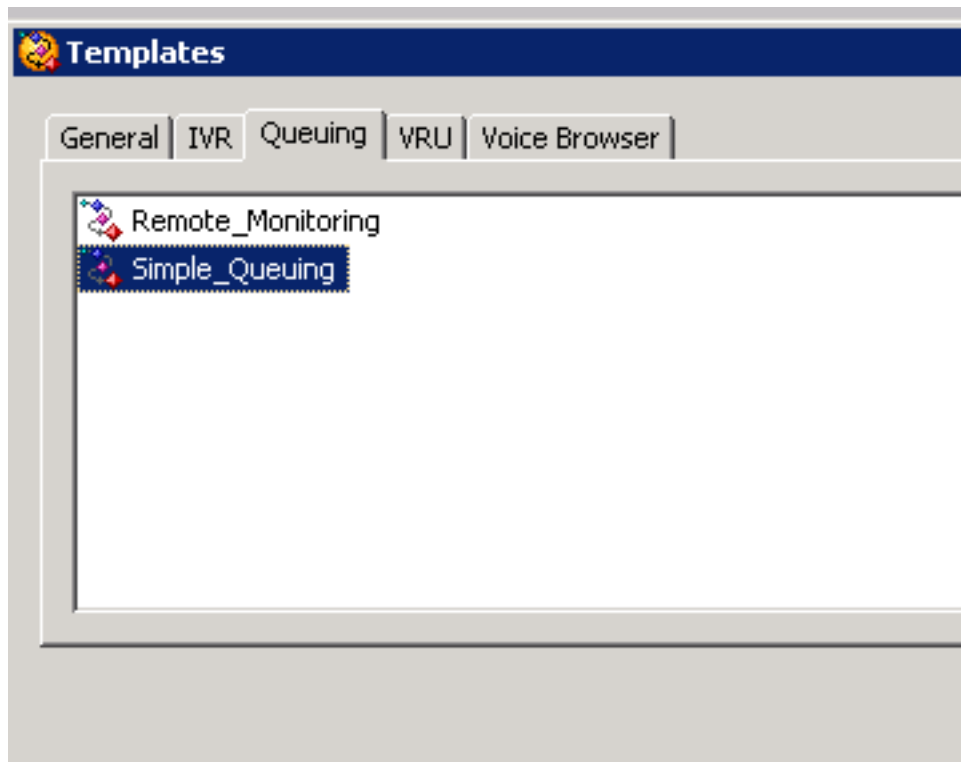 Templates
General IVR Queuing VRU Voice Browser
Remote_Monitoring
Simple_Queuing